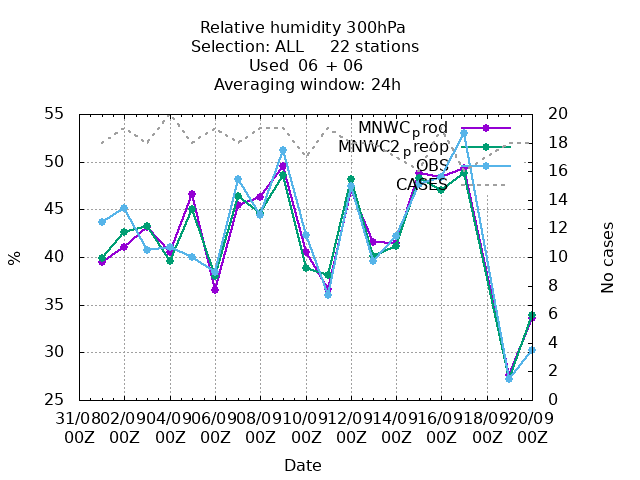 Relative humidity 300hPa
Selection: ALL 22 stations
Used 06 + 06
Averaging window: 24h
55 20
MNWCprod
MNWC2preop
OBS
CASES
18
50
16
45
14
12
40
10
8
35
6
4
30
2
25 0
%
No cases
31/08 02/09 04/09 06/09 08/09 10/09 12/09 14/09 16/09 18/09 20/09
00Z 00Z 00Z 00Z 00Z 00Z 00Z 00Z 00Z 00Z 00Z
Date